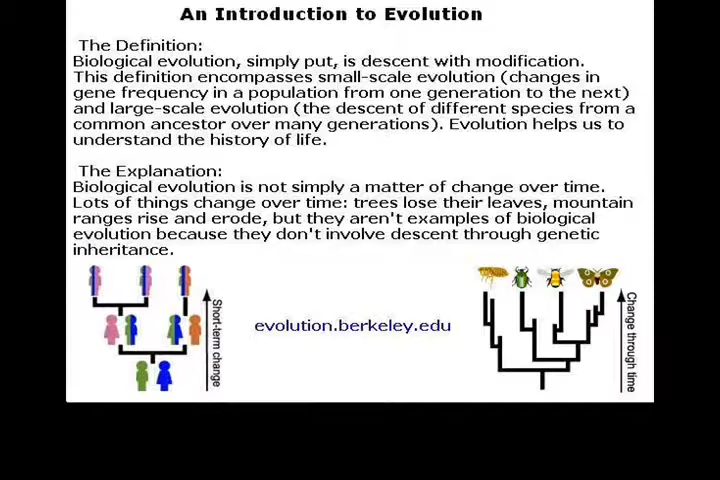 An Introduction to Evolution
The Definition:
Biological evolution, simply put, is descent with modification.
This definition encompasses small-scale evolution (changes in
gene frequency in a population from one generation to the next)
and large-scale evolution (the descent of different species from a
common ancestor over many generations). Evolution helps us to
understand the history of life.
The Explanation:
Biological evolution is not simply a matter of change over time.
Lots of things change over time: trees lose their leaves, mountain
ranges rise and erode, but they aren't examples of biological
evolution because they don't involve descent through genetic
inheritance.
Short-term change
evolution.berkeley.edu
Change through time